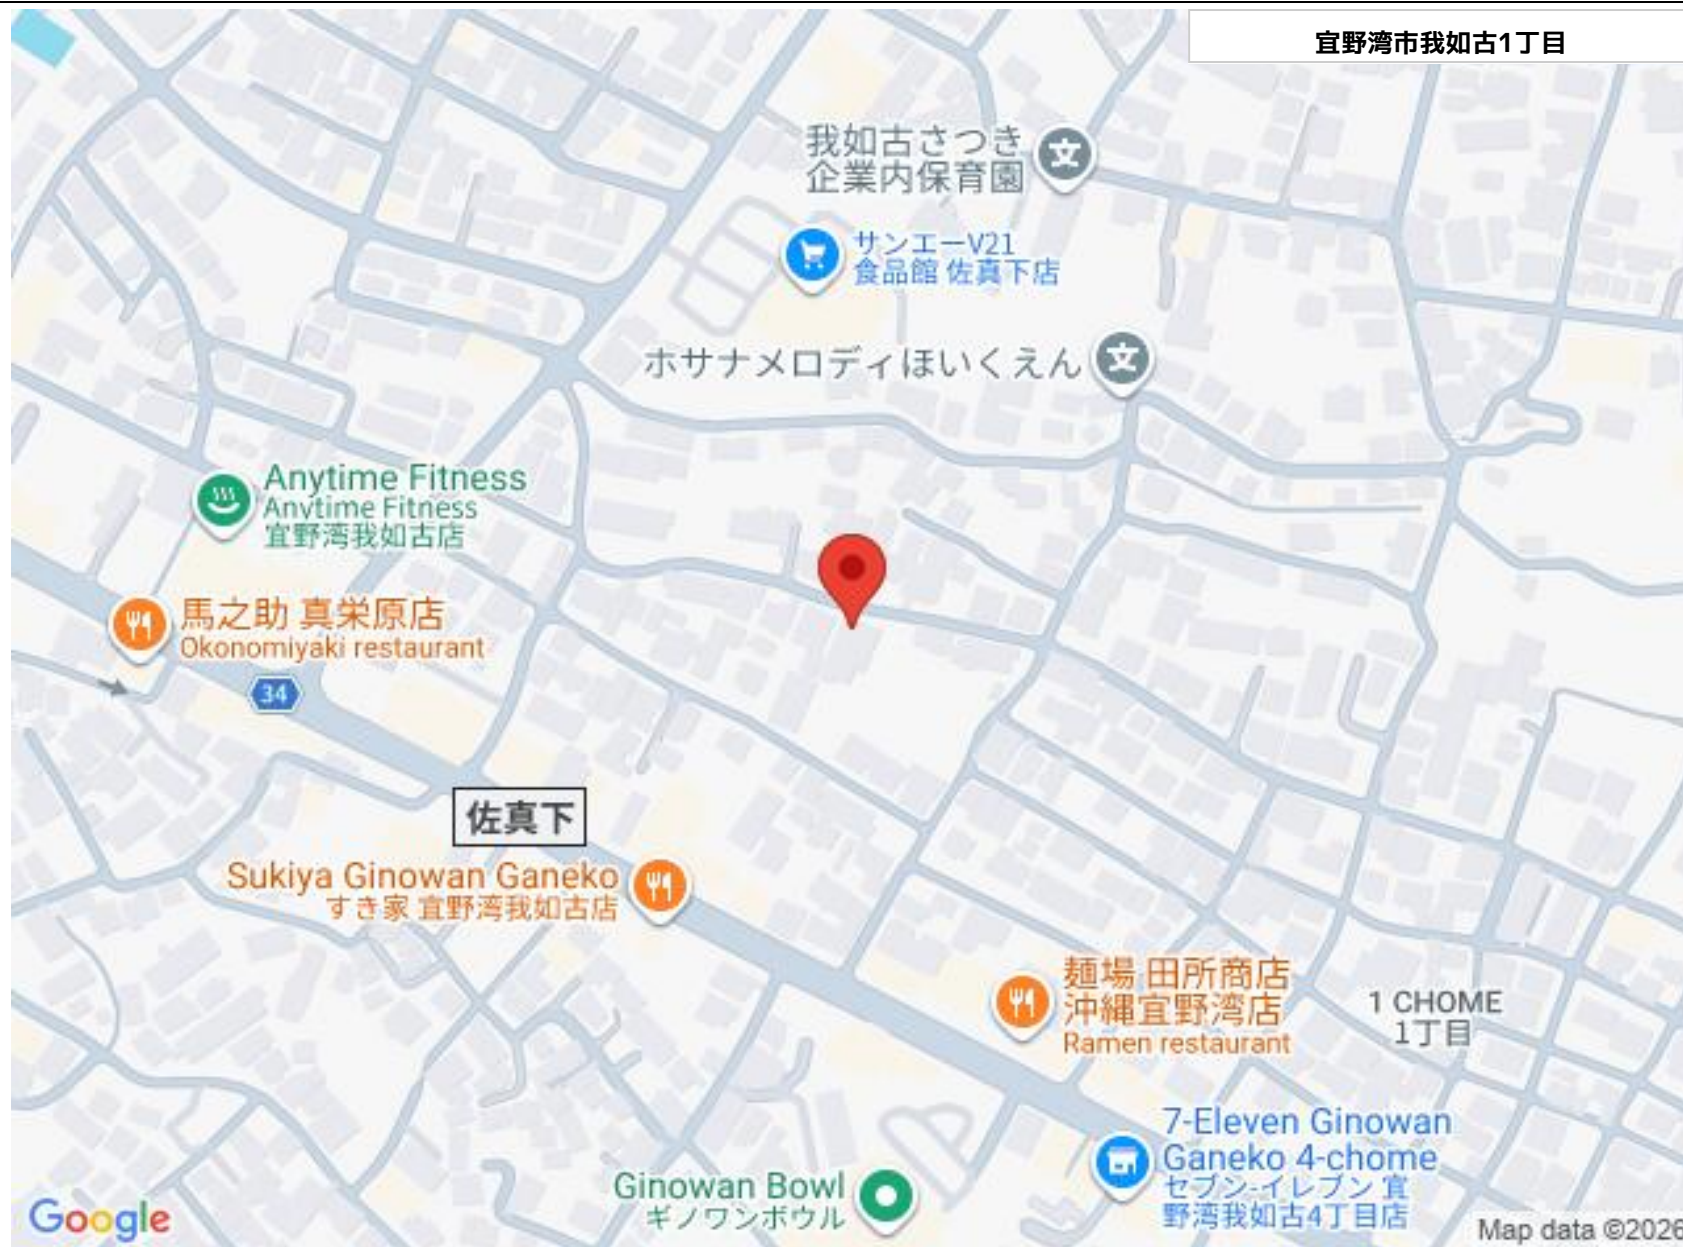 宜野湾市我如古1丁目
我如古さつき
企業内保育園
サンエーV21
食品館 佐真下店
ホサナメロディほいくえん
Anytime Fitness
Anytime Fitness
宜野湾我如古店
馬之助 真栄原店
Okonomiyaki restaurant
34
佐真下
Sukiya Ginowan Ganeko
すき家 宜野湾我如古店
麺場 田所商店
沖縄宜野湾店
Ramen restaurant
1 CHOME
1丁目
7-Eleven Ginowan
Ganeko 4-chome
セブン-イレブン 宜
野湾我如古4丁目店
Ginowan Bowl
ギノワンボウル
Google
Map data ©2026